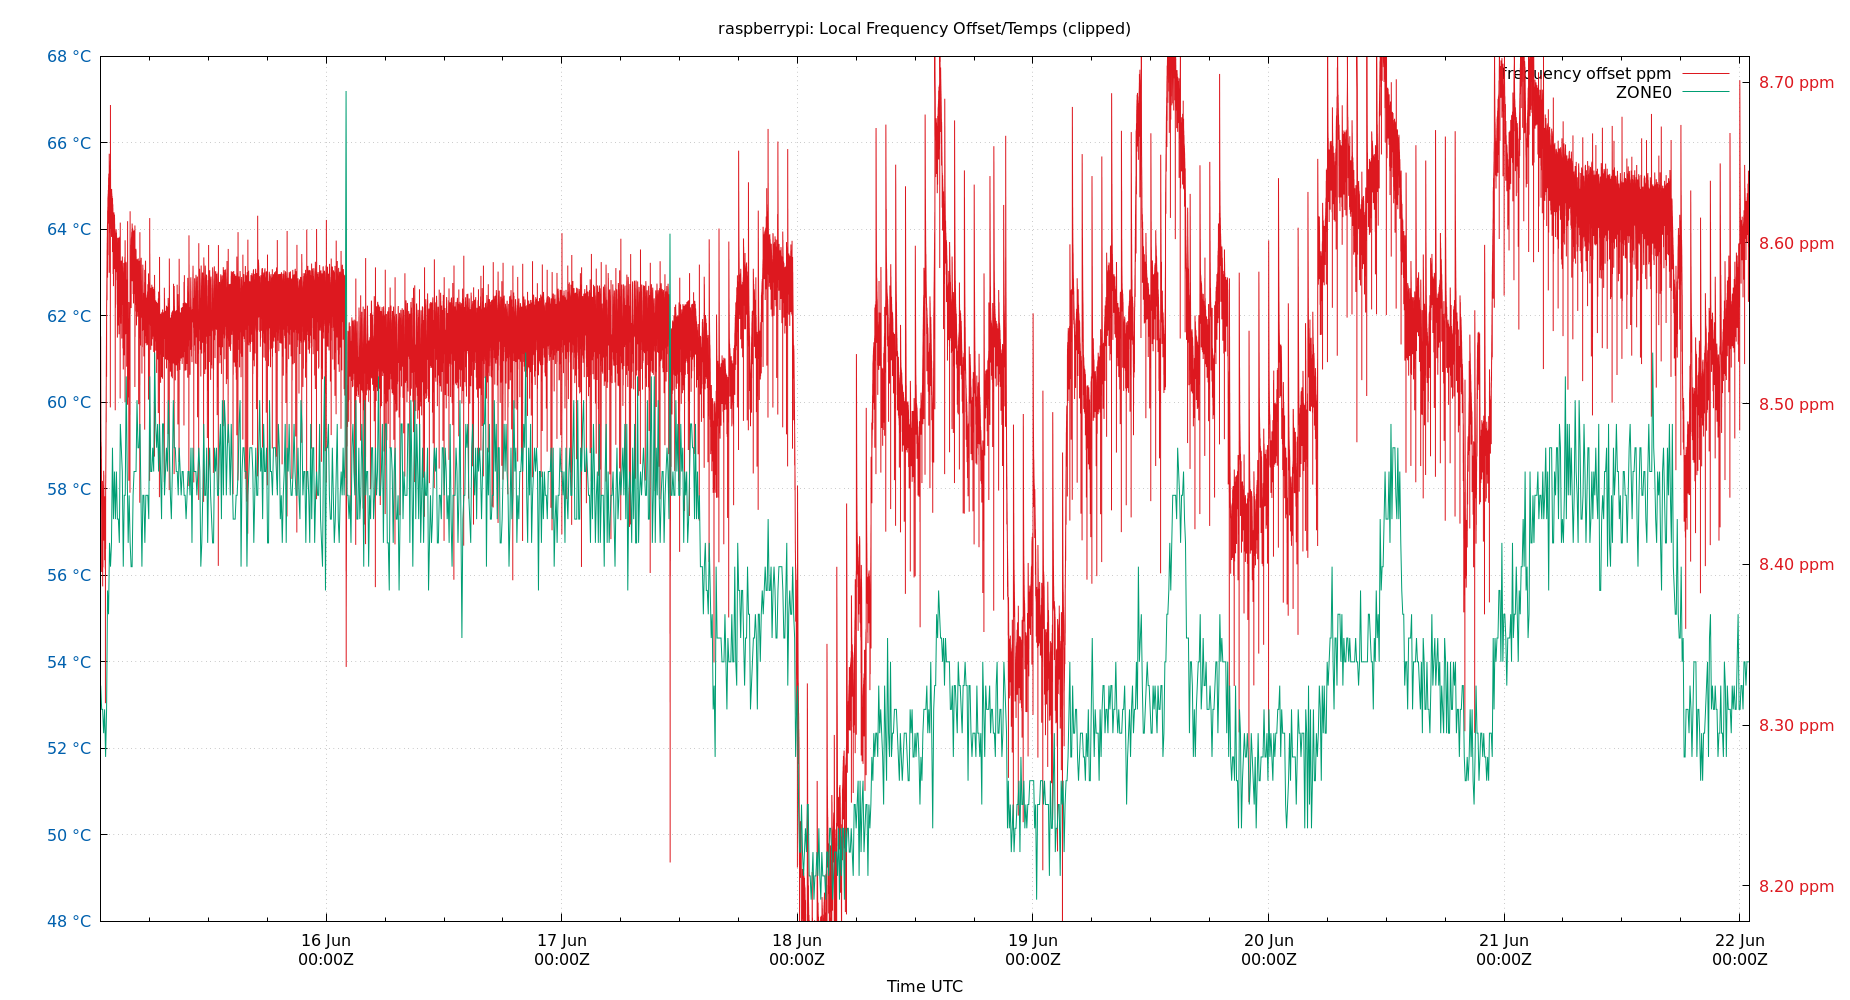 raspberrypi: Local Frequency Offset/Temps (clipped)
68 °C
66 °C
64 °C
62 °C
60 °C
58 °C
56 °C
54 °C
52 °C
50 °C
48 °C
frequency offset ppm
ZONE0
8.70 ppm
8.60 ppm
8.50 ppm
8.40 ppm
8.30 ppm
8.20 ppm
16 Jun
00:00Z
17 Jun
00:00Z
18 Jun
00:00Z
19 Jun
00:00Z
20 Jun
00:00Z
21 Jun
00:00Z
22 Jun
00:00Z
Time UTC